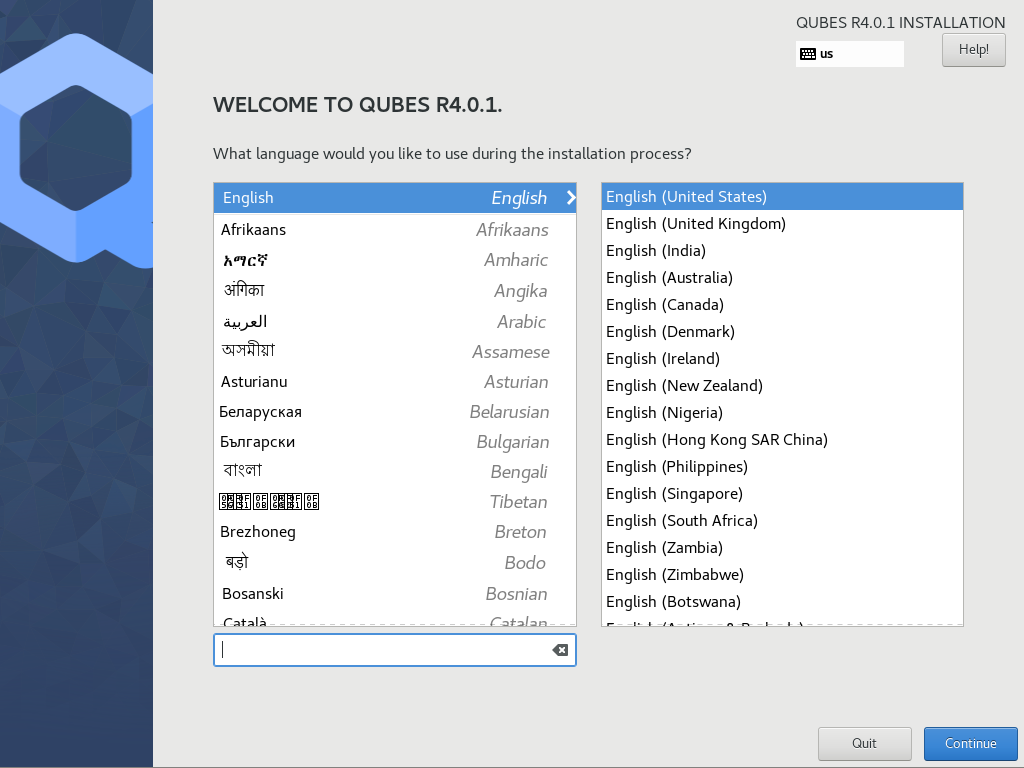 QUBES R4.0.1 INSTALLATION
us
Help!
WELCOME TO QUBES R4.0.1.
What language would you like to use during the installation process?
English English
Afrikaans Afrikaans
አማርኛ Amharic
अंगिका Angika
العربية Arabic
অসমীয়া Assamese
Asturianu Asturian
Беларуская Belarusian
Български Bulgarian
বাংলা Bengali
Tibetan
Brezhoneg Breton
बड़ो Bodo
Bosanski Bosnian
Català Catalan
English (United States)
English (United Kingdom)
English (India)
English (Australia)
English (Canada)
English (Denmark)
English (Ireland)
English (New Zealand)
English (Nigeria)
English (Hong Kong SAR China)
English (Philippines)
English (Singapore)
English (South Africa)
English (Zambia)
English (Zimbabwe)
English (Botswana)
English (Antigua & Barbuda)
Quit
Continue